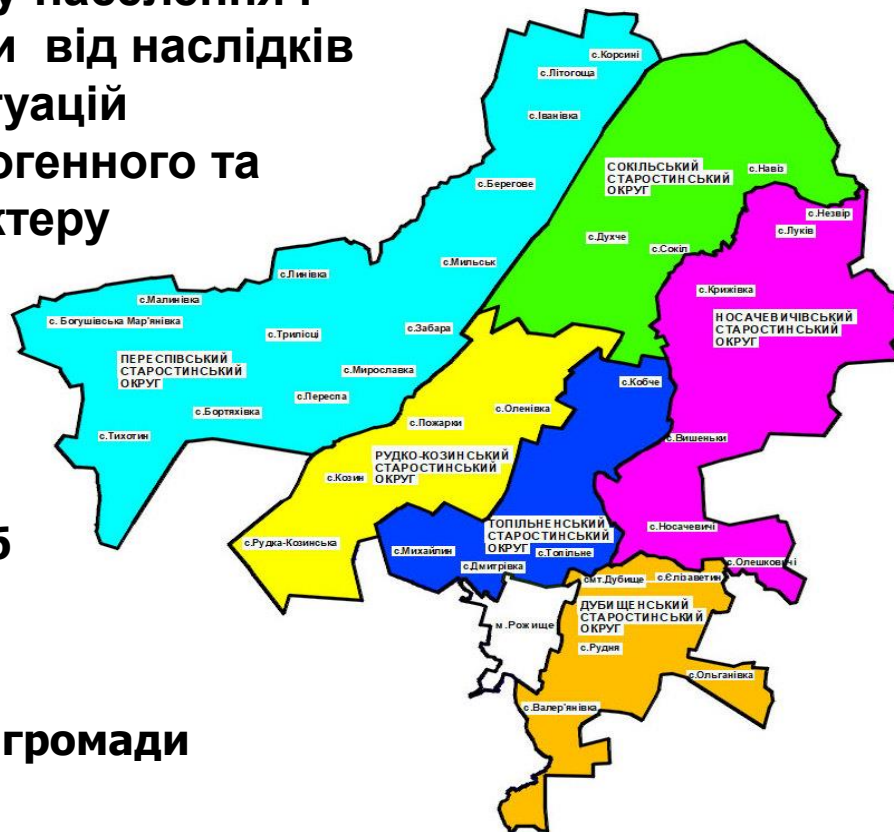 населення і
від наслідків
огенного та
ктеру
громади
с.Корсині
с.Літогоща
с.Іванівка
с.Берегове
с.Мильськ
с.Линівка
с.Малинівка
с. Богушівська Мар'янівка
с.Трилісці
с.Забара
ПЕРЕСПІВСЬКИЙ
СТАРОСТИНСЬКИЙ
ОКРУГ
с.Мирославка
с.Переспа
с.Бортяхівка
с.Тихотин
СОКІЛЬСЬКИЙ
СТАРОСТИНСЬКИЙ
ОКРУГ
с.Навіз
с.Духче
с.Сокіл
с.Незвір
с.Луків
с.Крижівка
НОСАЧЕВИЧІВСЬКИЙ
СТАРОСТИНСЬКИЙ
ОКРУГ
с.Вишеньки
с.Носачевичі
с.Олешковичі
с.Оленівка
с.Пожарки
РУДКО-КОЗИНСЬКИЙ
СТАРОСТИНСЬКИЙ
ОКРУГ
с.Козин
с.Рудка-Козинська
с.Кобче
ТОПІЛЬНЕНСЬКИЙ
СТАРОСТИНСЬКИЙ
ОКРУГ
с.Топільне
с.Михайлин
с.Дмитрівка
м.Рожище
смт.Дубище
с.Єлізаветин
ДУБИЩЕНСЬКИЙ
СТАРОСТИНСЬКИЙ
ОКРУГ
с.Рудня
с.Ольганівка
с.Валер'янівка